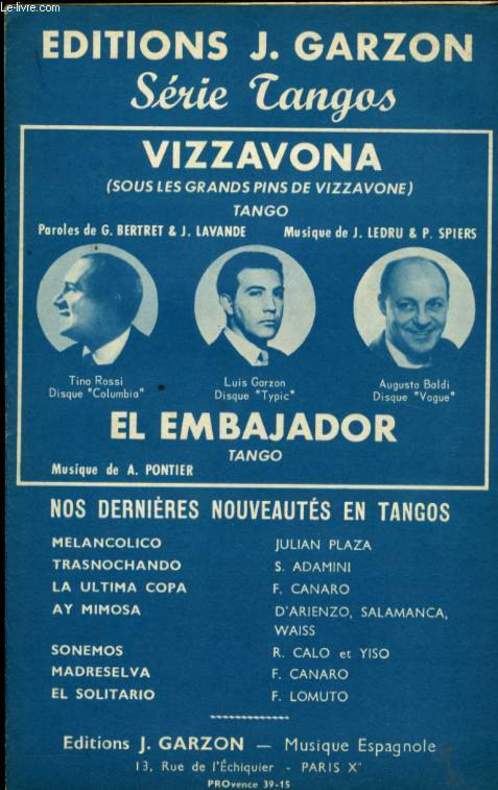 Le-livre.com
EDITIONS J. GARZON
Série Tangos
VIZZAVONA
(SOUS LES GRANDS PINS DE VIZZAVONE)
TANGO
Paroles de G. BERTRET & J. LAVANDE Musique de J. LEDRU & P. SPIERS
Tino Rossi Luis Garzon Augusto Baldi
Disque "Columbia" Disque "Typic" Disque "Vogue"
EL EMBAJADOR
TANGO
Musique de A. PONTIER
NOS DERNIÈRES NOUVEAUTÉS EN TANGOS
MELANCOLICO JULIAN PLAZA
TRASNOCHANDO S. ADAMINI
LA ULTIMA COPA F. CANARO
AY MIMOSA D'ARIENZO, SALAMANCA,
WAISS
SONEMOS R. CALO et YISO
MADRESELVA F. CANARO
EL SOLITARIO F. LOMUTO
Editions J. GARZON — Musique Espagnole
13, Rue de l'Échiquier - PARIS Xº
PROvence 39-15